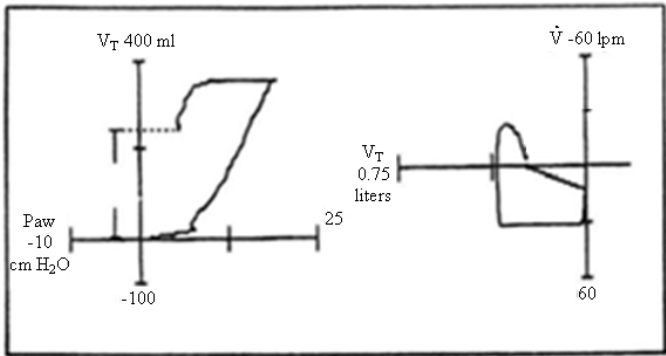 V_T 400 ml
Paw
-10
cm H₂O
25
-100
V̇ -60 lpm
V_T
0.75
liters
60